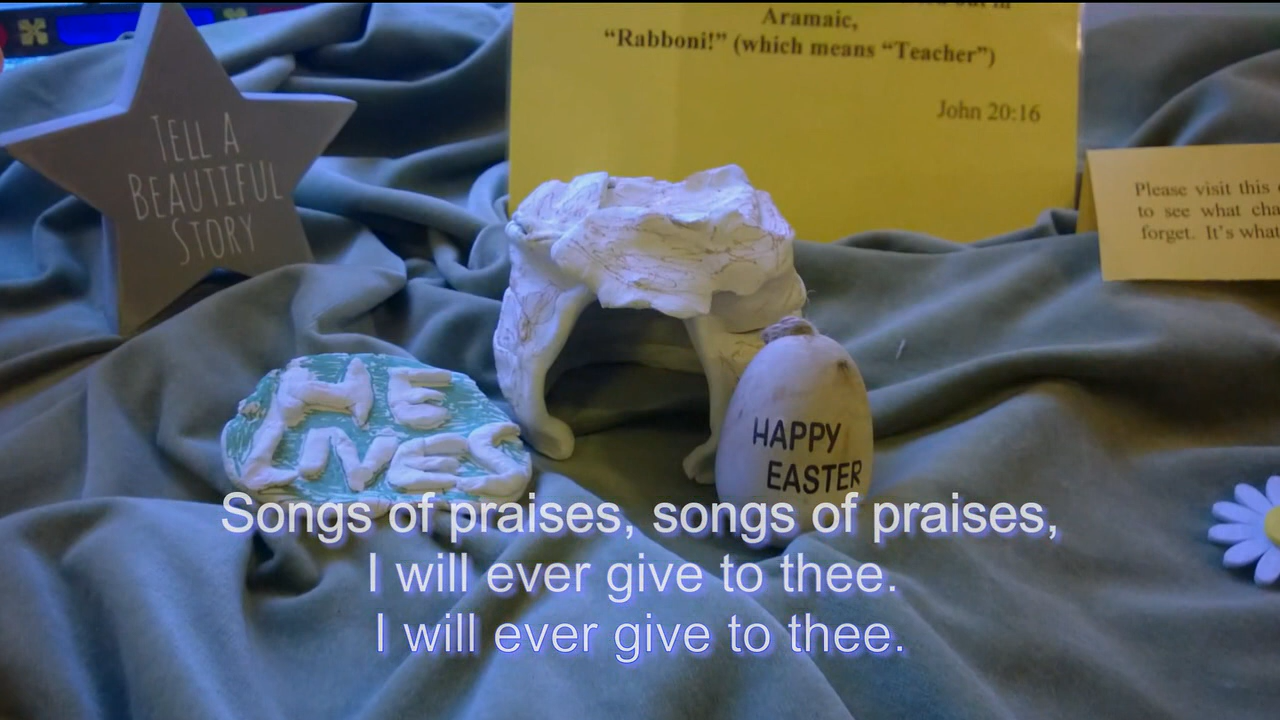 Aramaic,
“Rabboni!” (which means “Teacher”)
John 20:16
TELL A
BEAUTIFUL
STORY
Please visit this
to see what
forget. It's what
HE
LIVES
HAPPY
EASTER
Songs of praises, songs of praises,
I will ever give to thee.
I will ever give to thee.